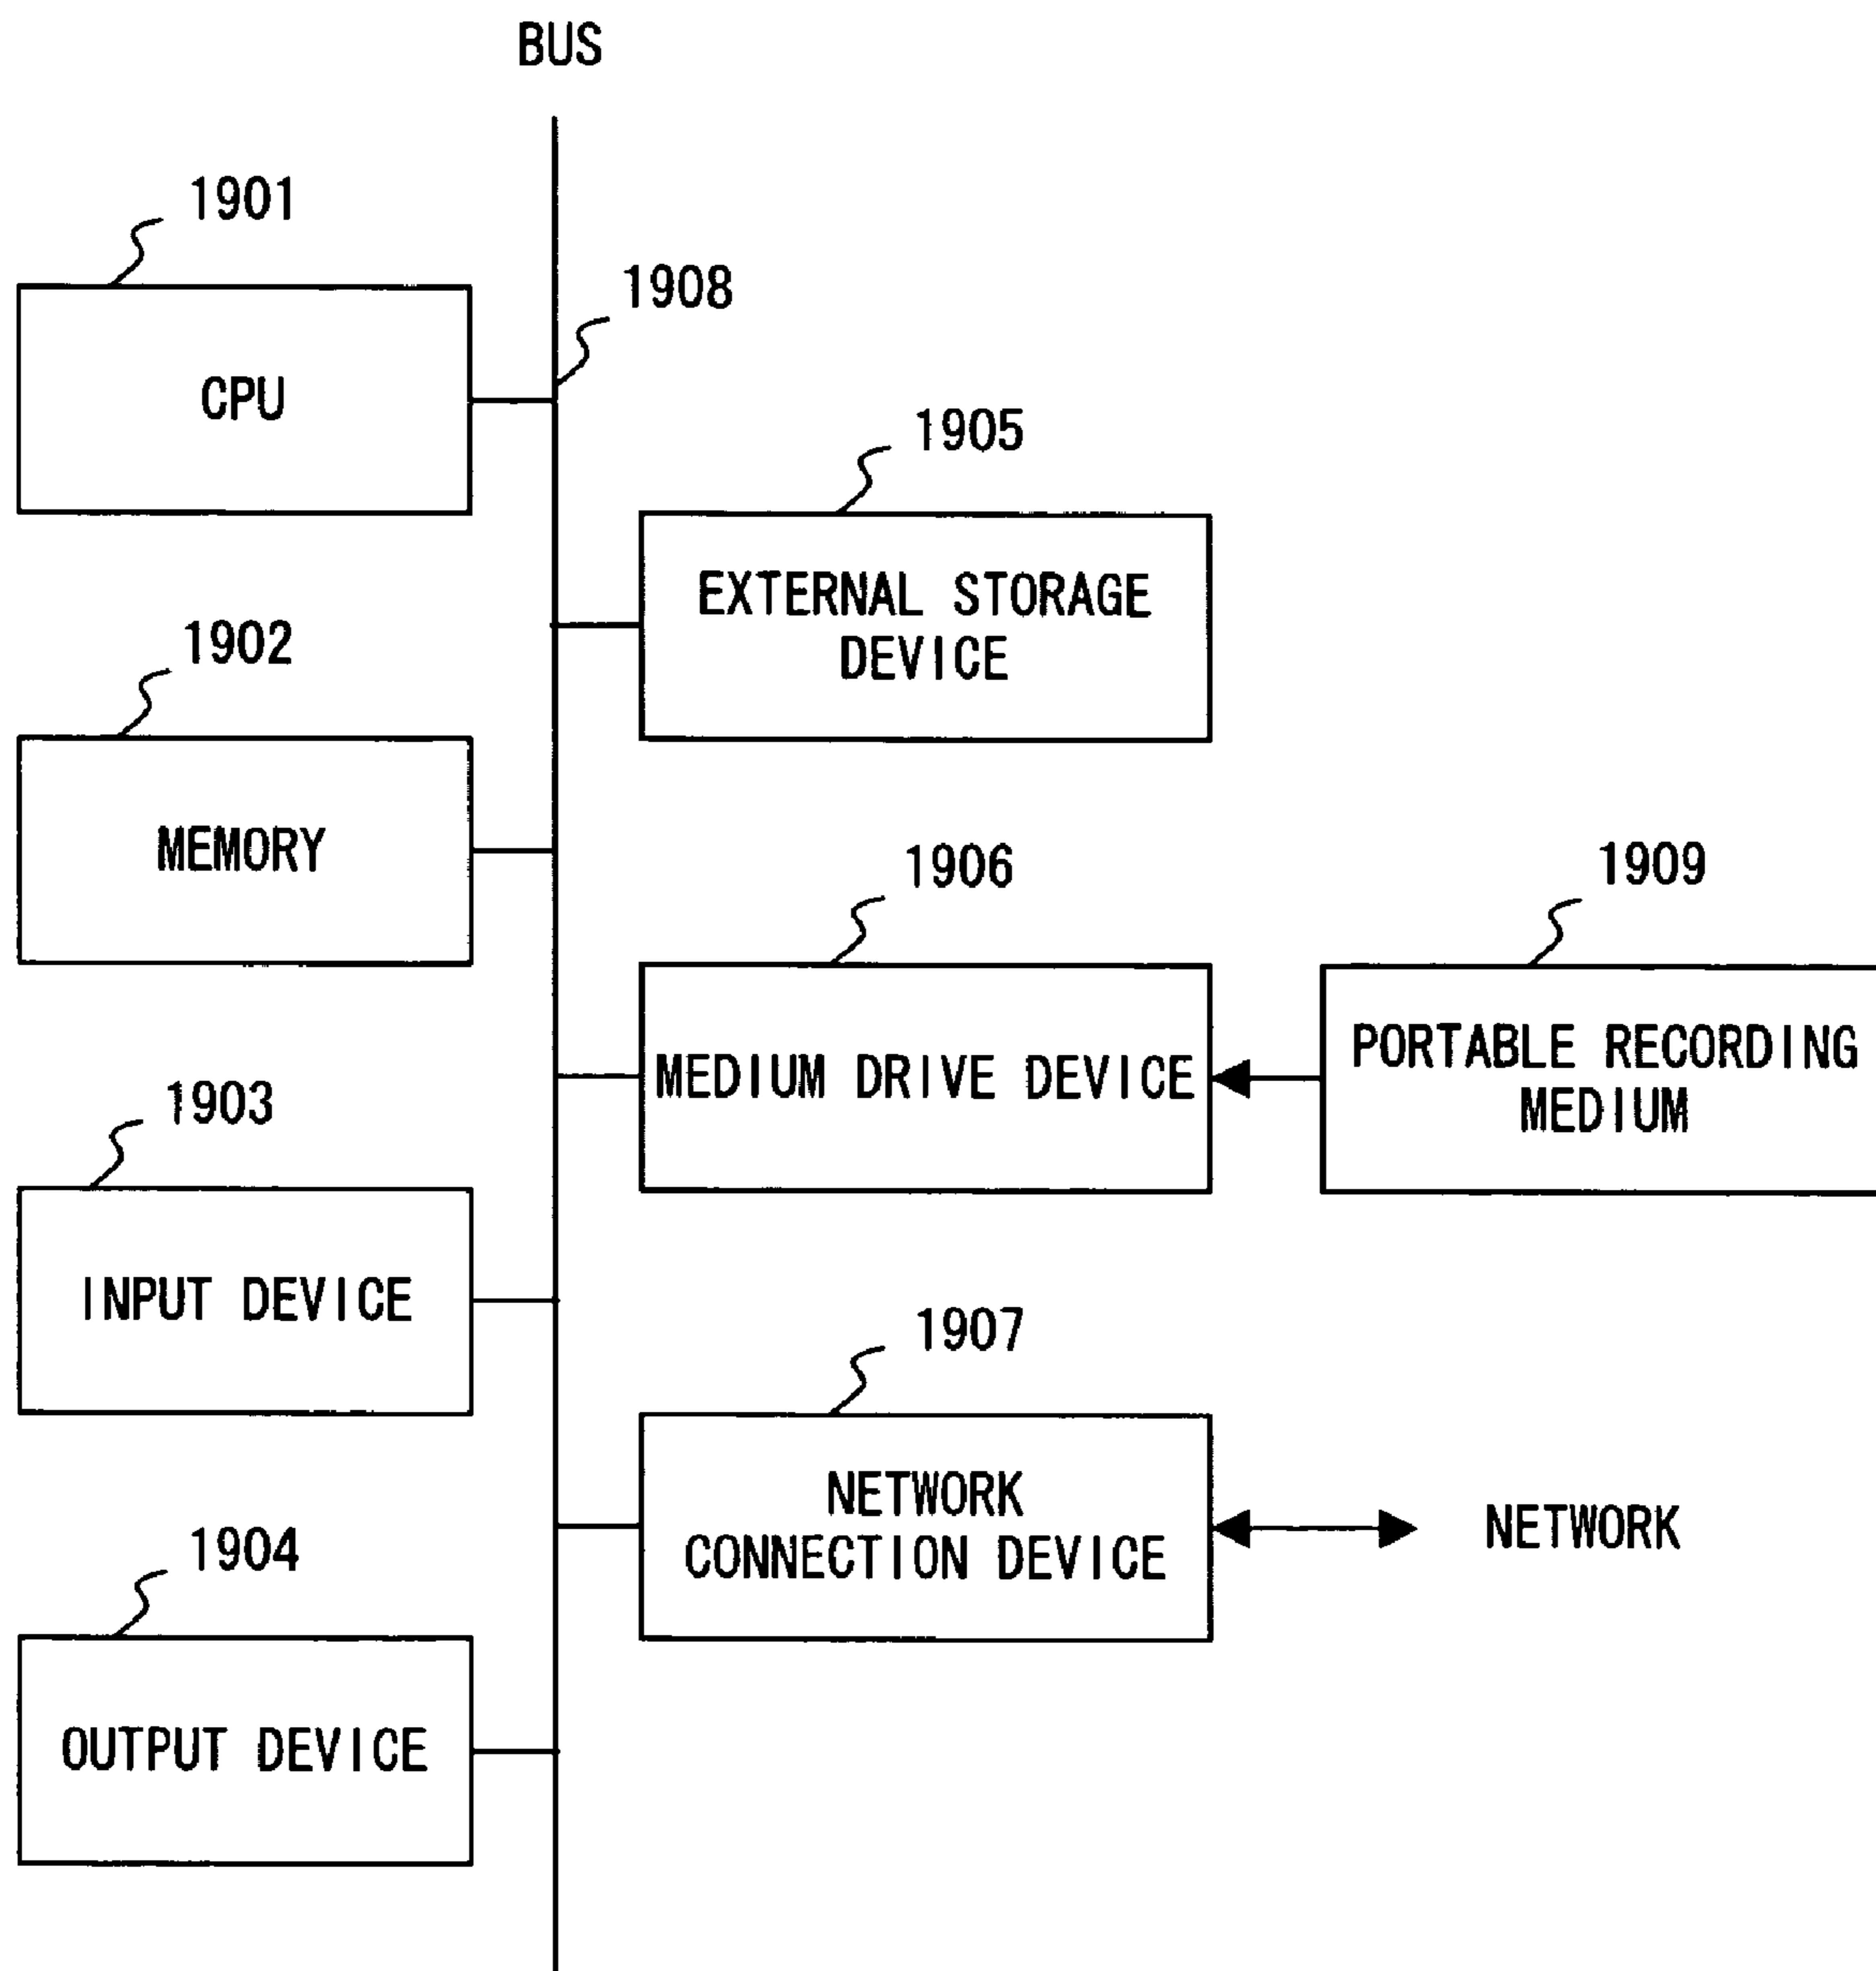 BUS
1901
CPU
1908
1905
EXTERNAL STORAGE
DEVICE
1902
MEMORY
1906
MEDIUM DRIVE DEVICE
1909
PORTABLE RECORDING
MEDIUM
1903
INPUT DEVICE
1907
NETWORK
CONNECTION DEVICE
NETWORK
1904
OUTPUT DEVICE